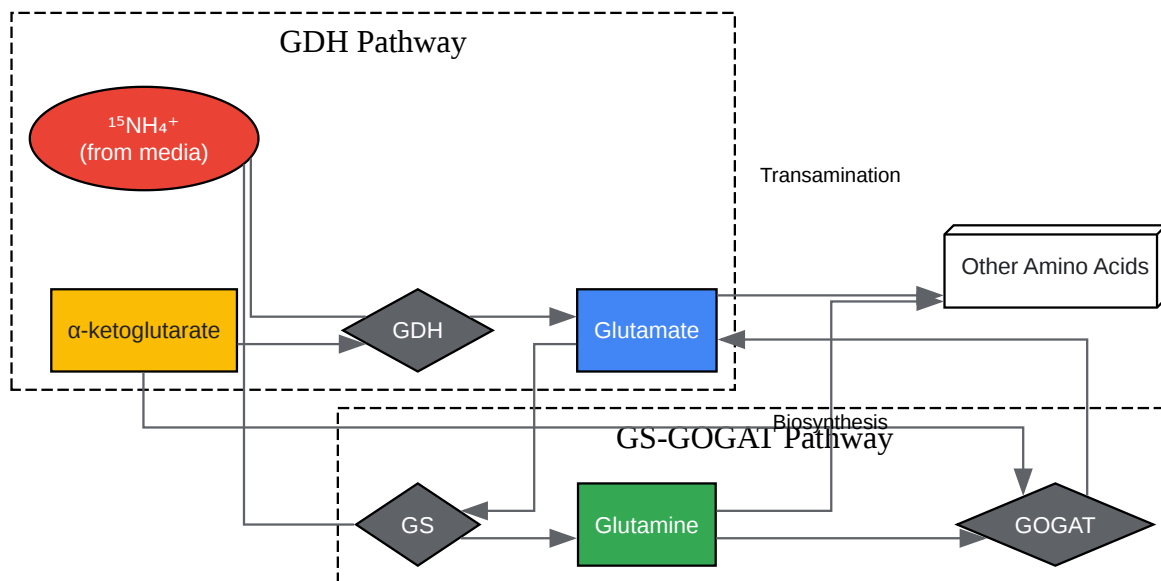 GDH Pathway
¹⁵NH₄⁺
(from media)
Transamination
Other Amino Acids
α-ketoglutarate
GDH
Glutamate
Biosynthesis
GS-GOGAT Pathway
GS
Glutamine
GOGAT